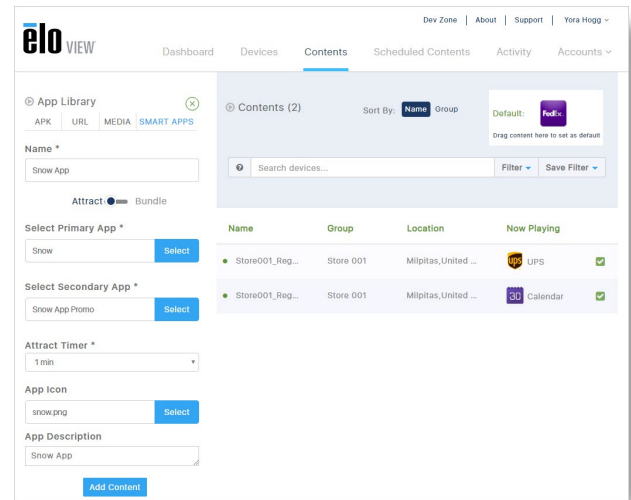 Dev Zone | About | Support | Yora Hogg
elo VIEW
Dashboard Devices Contents Scheduled Contents Activity Accounts
App Library
APK URL MEDIA SMART APPS
Name *
Snow App
Attract Bundle
Select Primary App *
Snow Select
Select Secondary App *
Snow App Promo Select
Attract Timer *
1 min
App Icon
snow.png Select
App Description
Snow App
Add Content
Contents (2) Sort By: Name Group
Default: FedEx
Drag content here to set as default
Search devices... Filter Save Filter
Name Group Location Now Playing
Store001_Reg... Store 001 Milpitas,United ... ups UPS
Store001_Reg... Store 001 Milpitas,United ... 30 Calendar